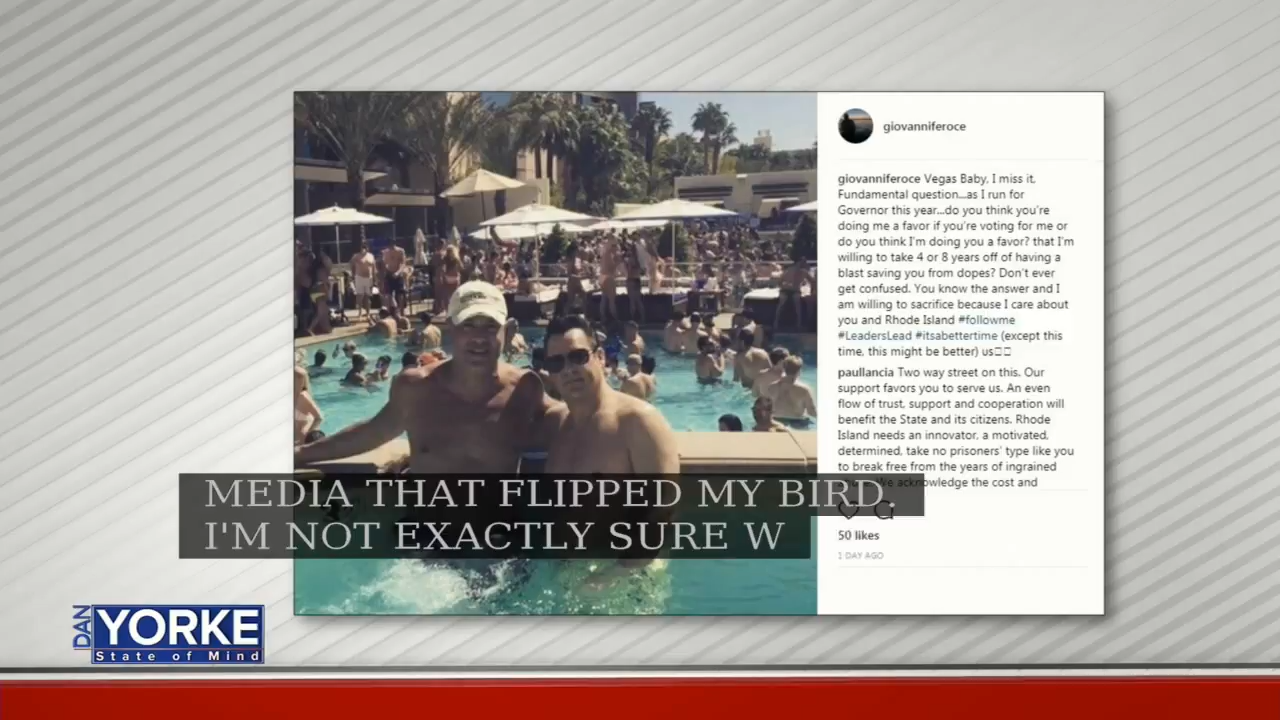 giovanniferoce
giovanniferoce Vegas Baby, I miss it.
Fundamental question...as I run for
Governor this year...do you think you're
doing me a favor if you're voting for me or
do you think I'm doing you a favor? that I'm
willing to take 4 or 8 years off of having a
blast saving you from dopes? Don't ever
get confused. You know the answer and I
am willing to sacrifice because I care about
you and Rhode Island #followme
#LeadersLead #itsabettertime (except this
time, this might be better) us
paullancia Two way street on this. Our
support favors you to serve us. An even
flow of trust, support and cooperation will
benefit the State and its citizens. Rhode
Island needs an innovator, a motivated,
determined, take no prisoners' type like you
to break free from the years of ingrained
We acknowledge the cost and
50 likes
1 DAY AGO
MEDIA THAT FLIPPED MY BIRD.
I'M NOT EXACTLY SURE W
DAN
YORKE
State of Mind